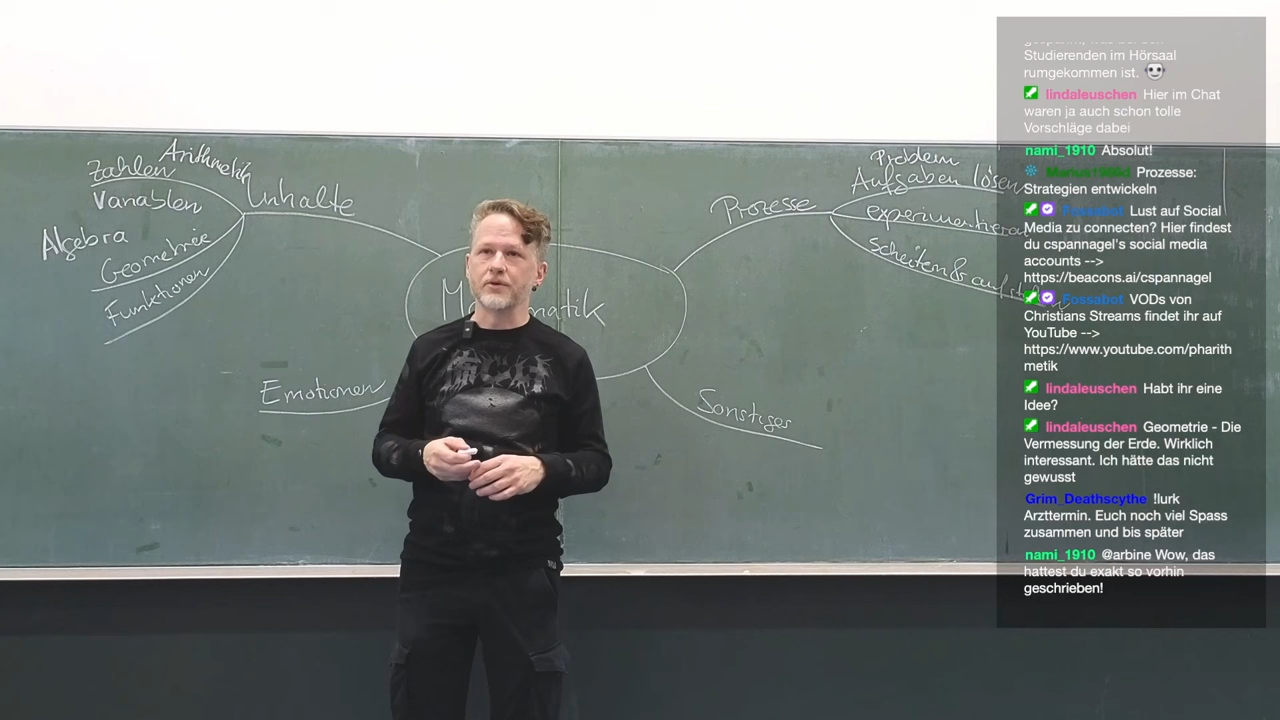 Arithmetik
Zahlen
Variablen
Algebra
Geometrie
Funktionen
Inhalte
Emotionen
Prozesse
Problem
Aufgaben lösen
experimentieren
scheitern &
Sonstiges
Studierenden im Hörsaal
rumgekommen ist.
lindaleuschen Hier im Chat
waren ja auch schon tolle
Vorschläge dabei
nami_1910 Absolut!
Prozesse:
Strategien entwickeln
Fossabot Lust auf Social
Media zu connecten? Hier findest
du cspannagel's social media
accounts -->
https://beacons.ai/cspannagel
Fossabot VODs von
Christians Streams findet ihr auf
YouTube -->
https://www.youtube.com/pharith
metik
lindaleuschen Habt ihr eine
Idee?
lindaleuschen Geometrie - Die
Vermessung der Erde. Wirklich
interessant. Ich hätte das nicht
gewusst
Grim_Deathscythe !lurk
Arzttermin. Euch noch viel Spass
zusammen und bis später
nami_1910 @arbine Wow, das
hattest du exakt so vorhin
geschrieben!